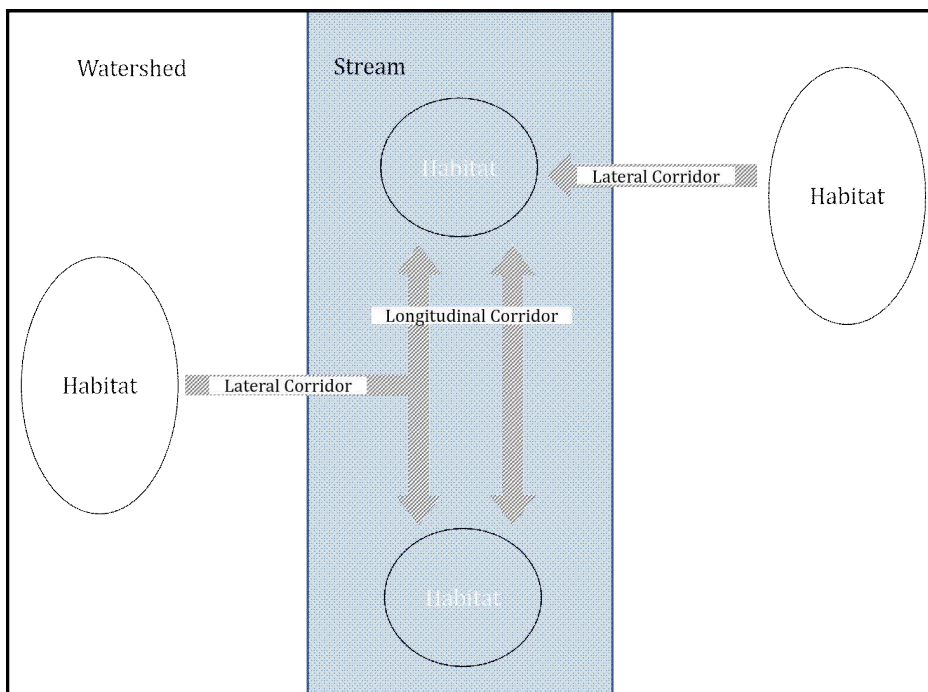 Watershed
Stream
Habitat
Lateral Corridor
Habitat
Longitudinal Corridor
Habitat
Lateral Corridor
Habitat